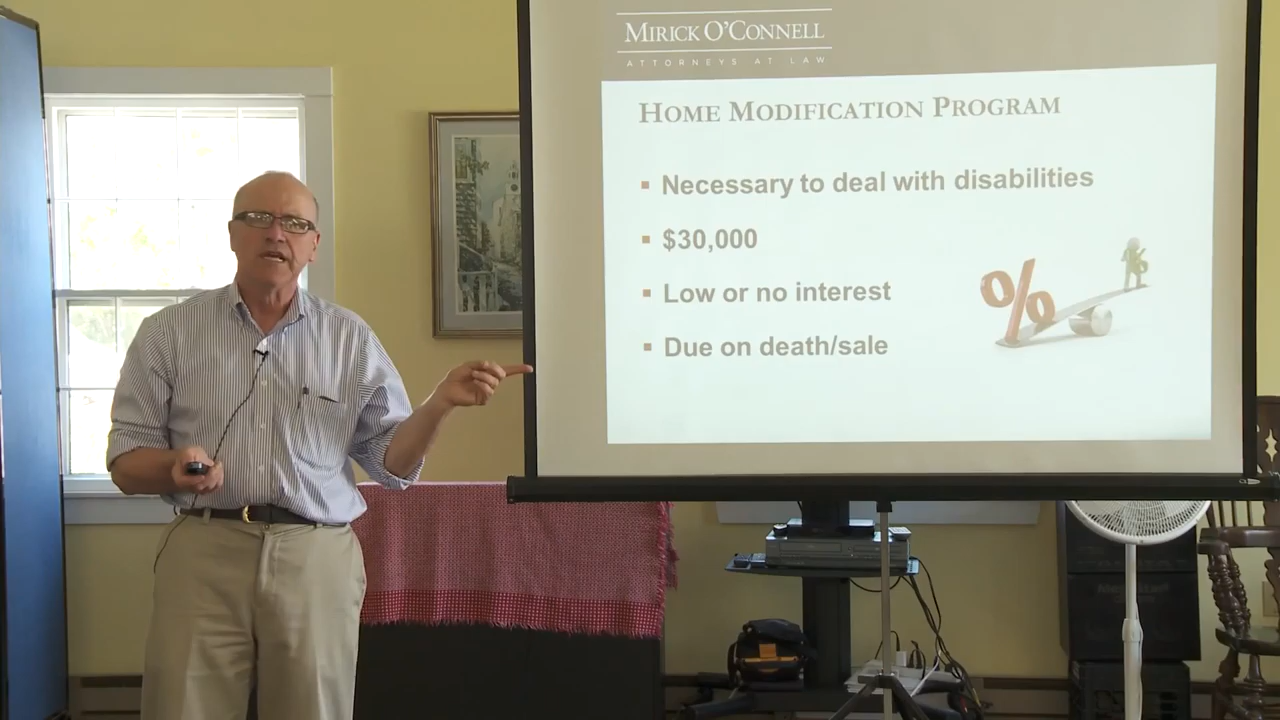 MIRICK O'CONNELL
ATTORNEYS AT LAW
HOME MODIFICATION PROGRAM
▪ Necessary to deal with disabilities
▪ $30,000
▪ Low or no interest
▪ Due on death/sale
%